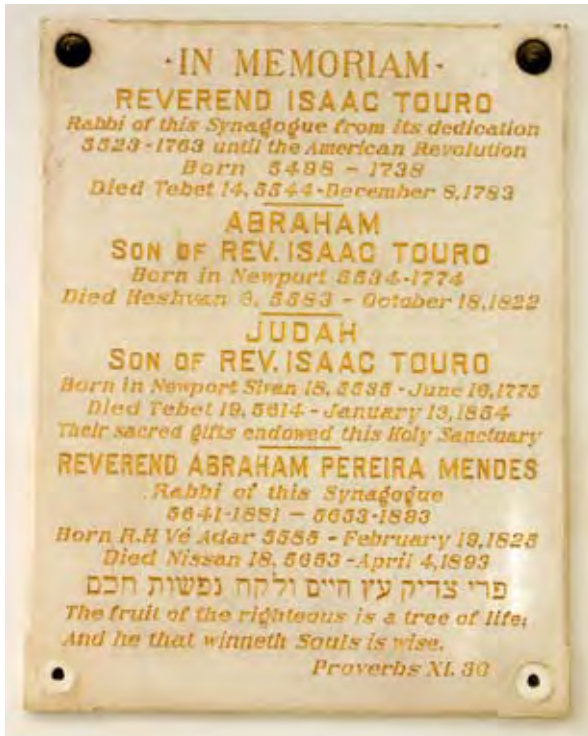 ·IN MEMORIAM·
REVEREND ISAAC TOURO
Rabbi of this Synagogue from its dedication
5523-1763 until the American Revolution
Born 5498 - 1738
Died Tebet 14, 5544-December 8, 1783
ABRAHAM
SON OF REV. ISAAC TOURO
Born in Newport 5534-1774
Died Heshvan 3, 5583 - October 18, 1822
JUDAH
SON OF REV. ISAAC TOURO
Born in Newport Sivan 18, 5535 - June 16, 1775
Died Tebet 19, 5614 - January 13, 1854
Their sacred gifts endowed this Holy Sanctuary
REVEREND ABRAHAM PEREIRA MENDES
Rabbi of this Synagogue
5641-1881 – 5653-1893
Born R.H Vé Adar 5585 - February 19, 1825
Died Nissan 18, 5653 - April 4, 1893
פרי צדיק עץ חיים ולקח נפשות חכם
The fruit of the righteous is a tree of life;
And he that winneth Souls is wise.
Proverbs XI. 30